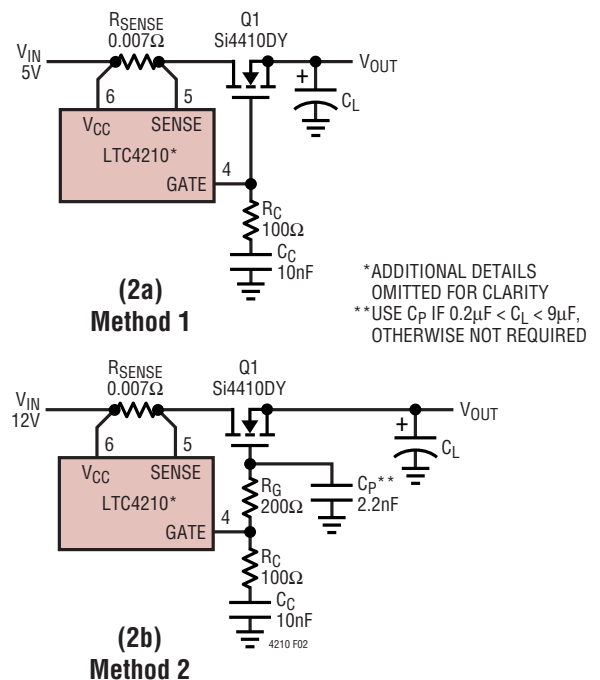 RSENSE
0.007Ω
Q1
Si4410DY
VIN
5V
VOUT
+
CL
6
5
VCC
SENSE
LTC4210*
GATE
4
RC
100Ω
CC
10nF
(2a)
Method 1
*ADDITIONAL DETAILS
OMITTED FOR CLARITY
**USE CP IF 0.2µF < CL < 9µF,
OTHERWISE NOT REQUIRED
RSENSE
0.007Ω
Q1
Si4410DY
VIN
12V
VOUT
+
CL
6
5
VCC
SENSE
LTC4210*
GATE
4
RG
200Ω
CP**
2.2nF
RC
100Ω
CC
10nF
4210 F02
(2b)
Method 2